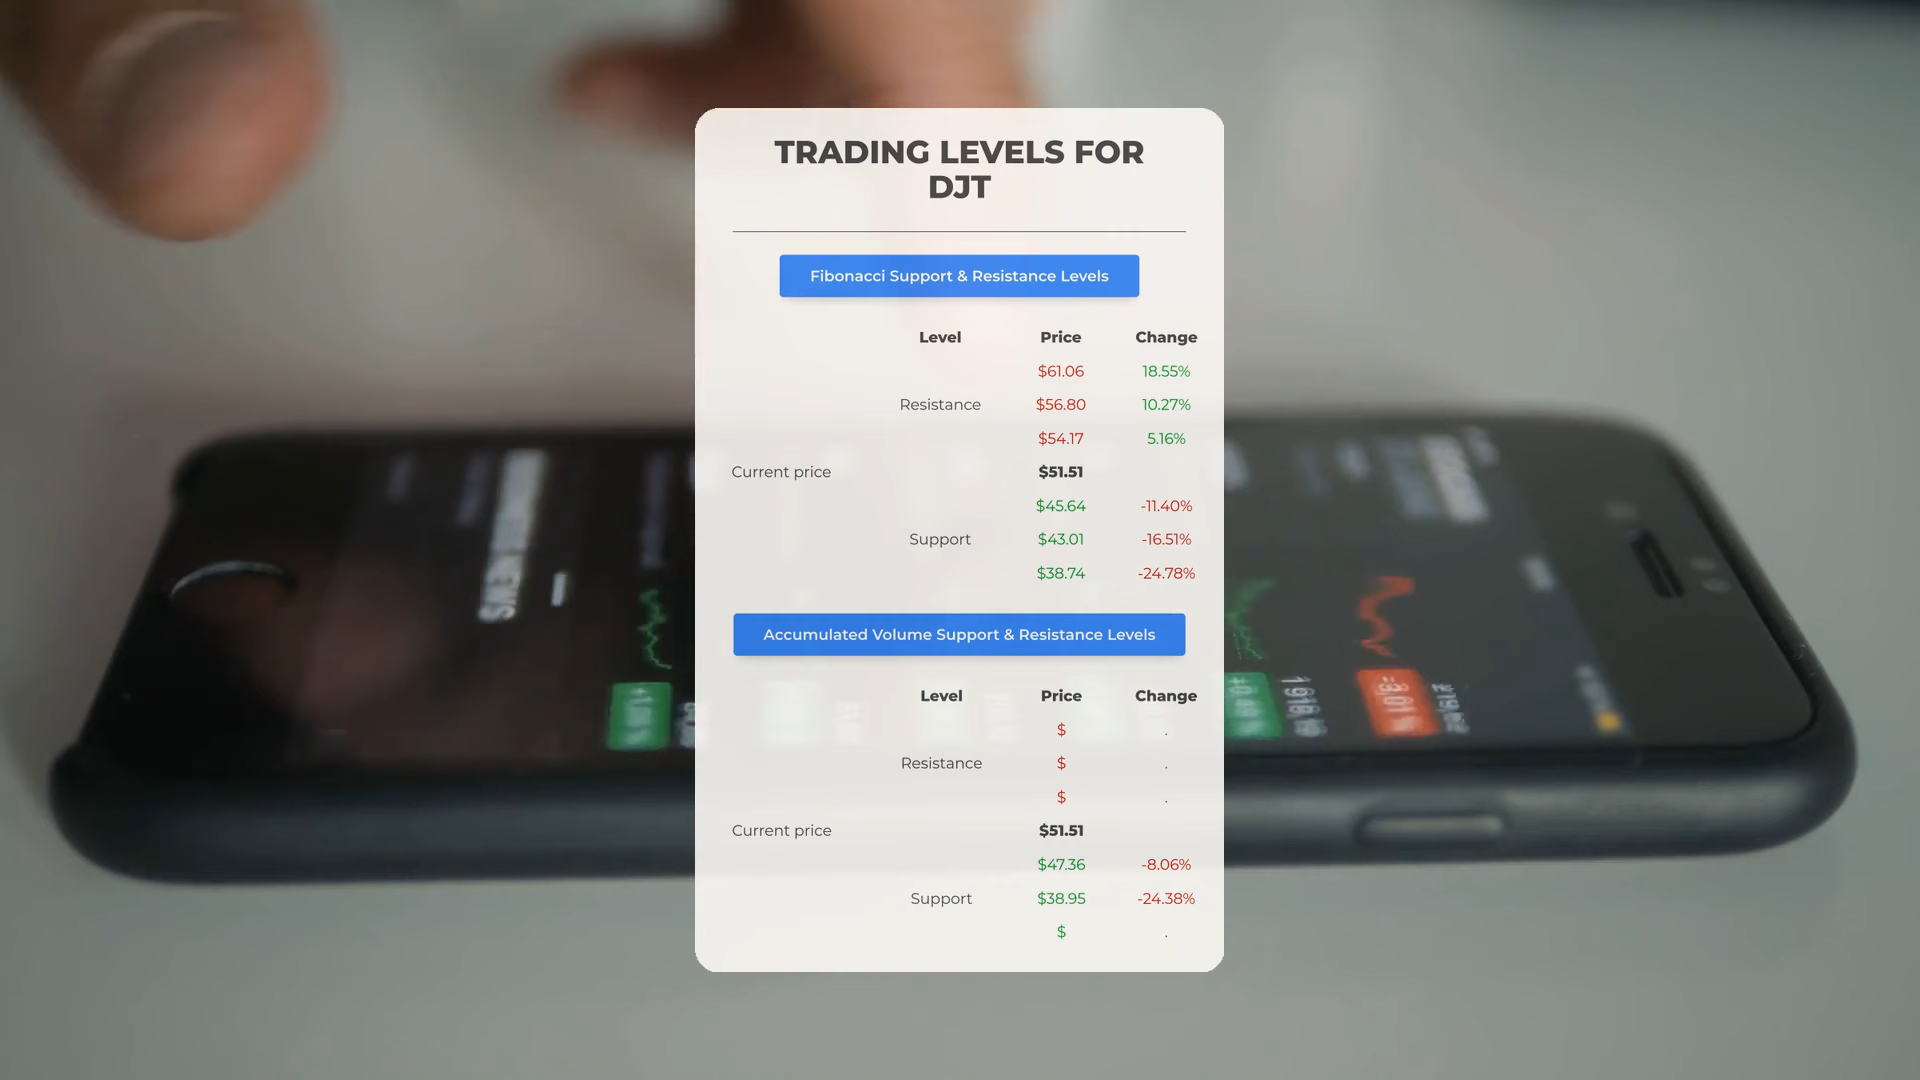 TRADING LEVELS FOR
DJT
Fibonacci Support & Resistance Levels
Level Price Change
$61.06 18.55%
Resistance $56.80 10.27%
$54.17 5.16%
Current price $51.51
$45.64 -11.40%
Support $43.01 -16.51%
$38.74 -24.78%
Accumulated Volume Support & Resistance Levels
Level Price Change
$ .
Resistance $ .
$ .
Current price $51.51
$47.36 -8.06%
Support $38.95 -24.38%
$ .